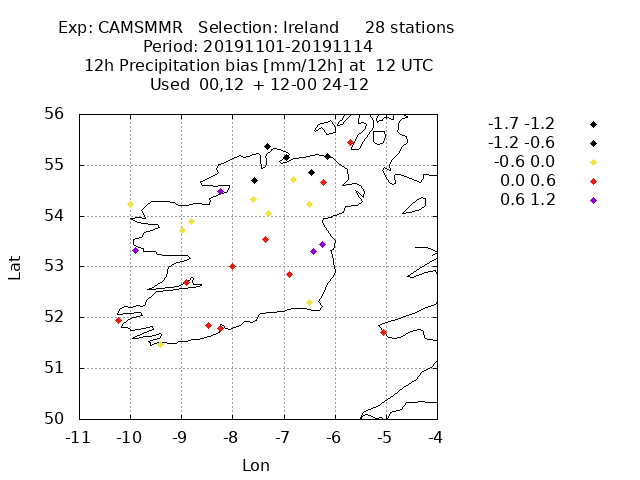 Exp: CAMSMMR Selection: Ireland 28 stations
Period: 20191101-20191114
12h Precipitation bias [mm/12h] at 12 UTC
Used 00,12 + 12-00 24-12
56
55
54
53
52
51
50
-11 -10 -9 -8 -7 -6 -5 -4
Lat
Lon
-1.7 -1.2
-1.2 -0.6
-0.6 0.0
0.0 0.6
0.6 1.2